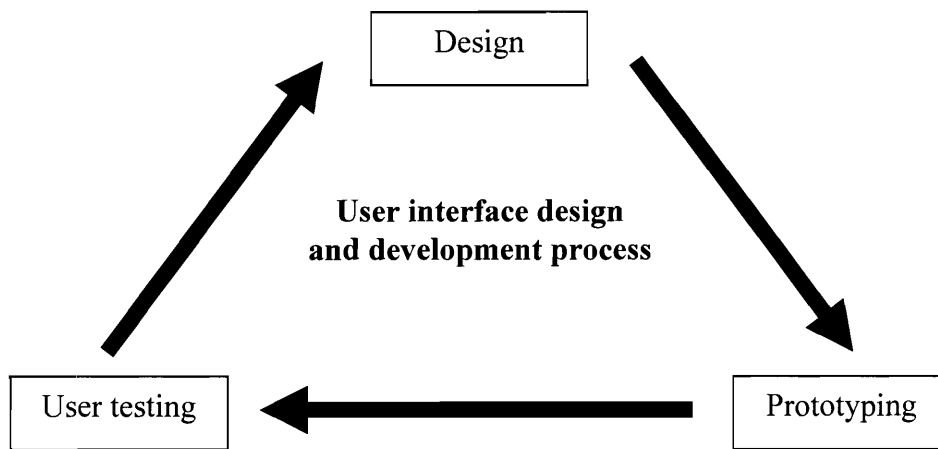 Design
User interface design
and development process
User testing
Prototyping